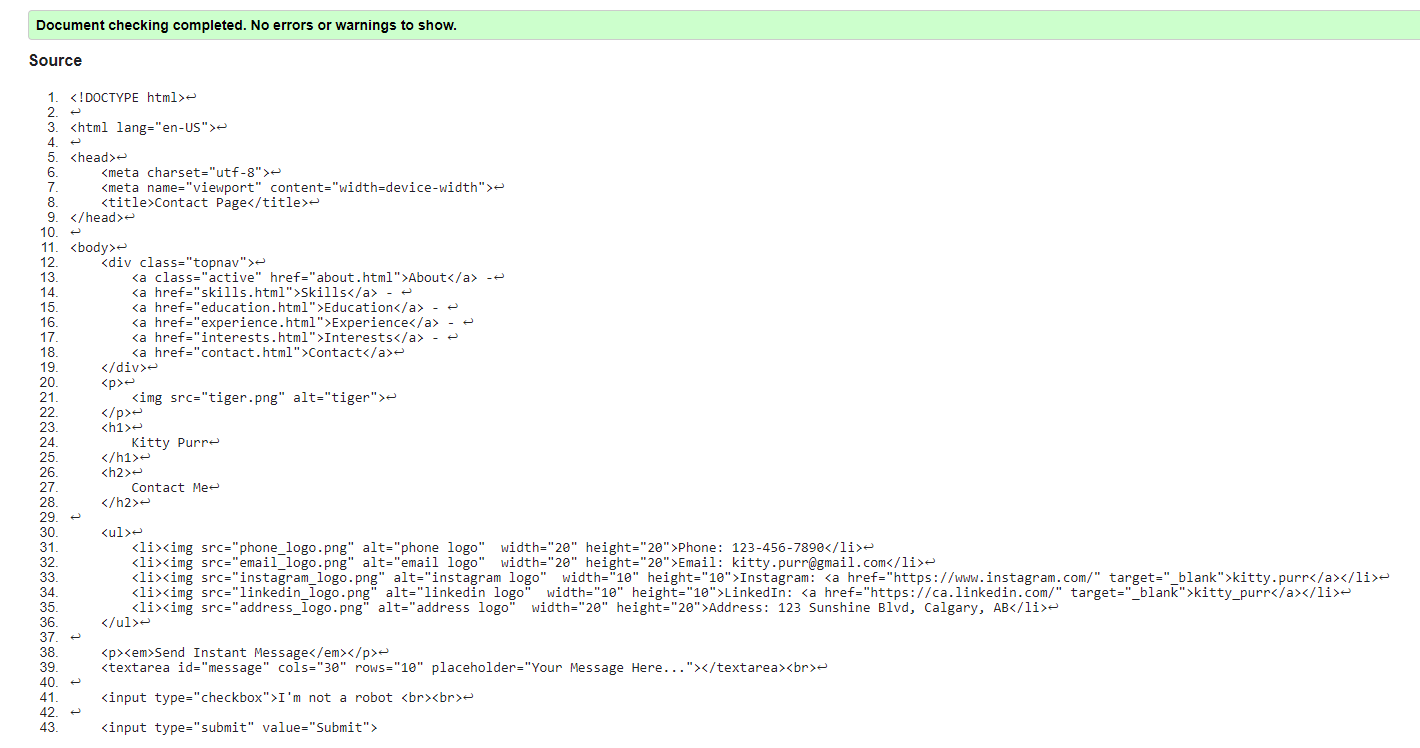 Document checking completed. No errors or warnings to show.
Source
1. <!DOCTYPE html>↩
2. ↩
3. <html lang="en-US">↩
4. ↩
5. <head>↩
6.     <meta charset="utf-8">↩
7.     <meta name="viewport" content="width=device-width">↩
8.     <title>Contact Page</title>↩
9. </head>↩
10. ↩
11. <body>↩
12.     <div class="topnav">↩
13.         <a class="active" href="about.html">About</a> -↩
14.         <a href="skills.html">Skills</a> - ↩
15.         <a href="education.html">Education</a> - ↩
16.         <a href="experience.html">Experience</a> - ↩
17.         <a href="interests.html">Interests</a> - ↩
18.         <a href="contact.html">Contact</a>↩
19.     </div>↩
20.     <p>↩
21.         <img src="tiger.png" alt="tiger">↩
22.     </p>↩
23.     <h1>↩
24.         Kitty Purr↩
25.     </h1>↩
26.     <h2>↩
27.         Contact Me↩
28.     </h2>↩
29. ↩
30.     <ul>↩
31.         <li><img src="phone_logo.png" alt="phone logo"  width="20" height="20">Phone: 123-456-7890</li>↩
32.         <li><img src="email_logo.png" alt="email logo"  width="20" height="20">Email: kitty.purr@gmail.com</li>↩
33.         <li><img src="instagram_logo.png" alt="instagram logo"  width="10" height="10">Instagram: <a href="https://www.instagram.com/" target="_blank">kitty.purr</a></li>↩
34.         <li><img src="linkedin_logo.png" alt="linkedin logo"  width="10" height="10">LinkedIn: <a href="https://ca.linkedin.com/" target="_blank">kitty_purr</a></li>↩
35.         <li><img src="address_logo.png" alt="address logo"  width="20" height="20">Address: 123 Sunshine Blvd, Calgary, AB</li>↩
36.     </ul>↩
37. ↩
38.     <p><em>Send Instant Message</em></p>↩
39.     <textarea id="message" cols="30" rows="10" placeholder="Your Message Here..."></textarea><br>↩
40. ↩
41.     <input type="checkbox">I'm not a robot <br><br>↩
42. ↩
43.     <input type="submit" value="Submit">